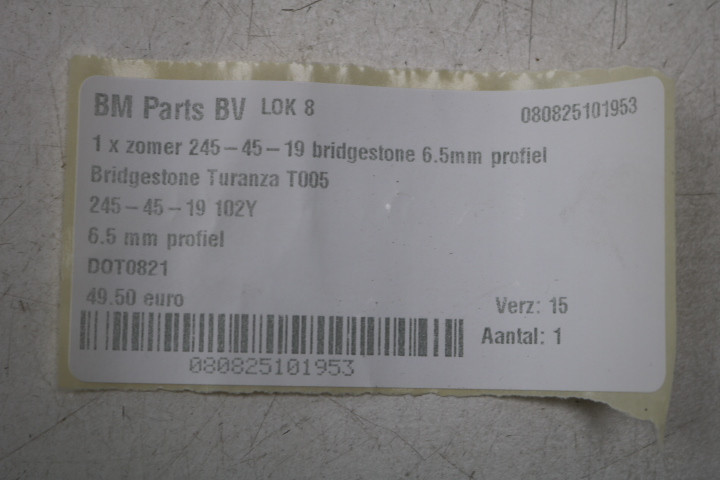 BM Parts BV LOK 8 080825101953
1 x zomer 245-45-19 bridgestone 6.5mm profiel
Bridgestone Turanza T005
245-45-19 102Y
6.5 mm profiel
DOT0821
49.50 euro Verz: 15
Aantal: 1
080825101953